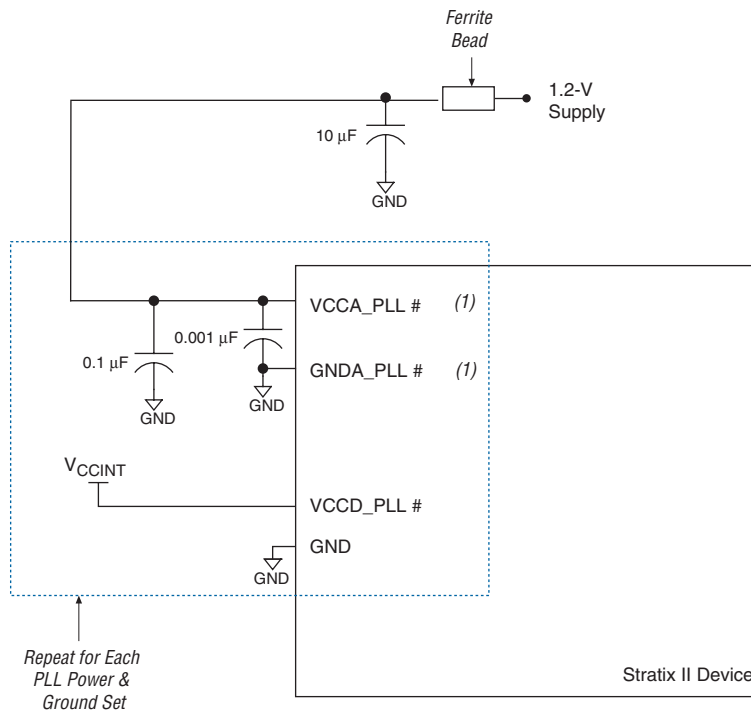 Ferrite
Bead
1.2-V
Supply
10 μF
GND
VCCA_PLL # (1)
0.001 μF
0.1 μF
GNDA_PLL # (1)
GND
GND
VCCINT
VCCD_PLL #
GND
GND
Repeat for Each
PLL Power &
Ground Set
Stratix II Device